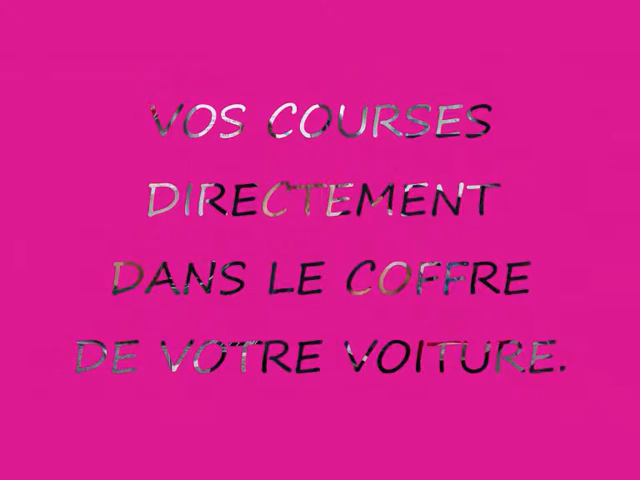 VOS COURSES
DIRECTEMENT
DANS LE COFFRE
DE VOTRE VOITURE.